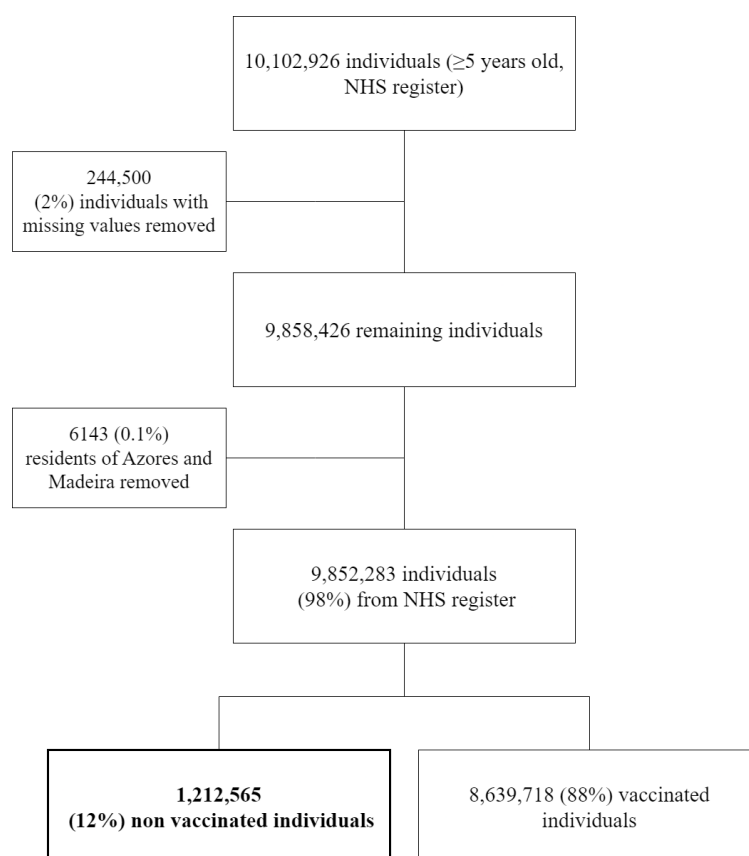 10,102,926 individuals (≥5 years old,
NHS register)
244,500
(2%) individuals with
missing values removed
9,858,426 remaining individuals
6143 (0.1%)
residents of Azores and
Madeira removed
9,852,283 individuals
(98%) from NHS register
1,212,565
(12%) non vaccinated individuals
8,639,718 (88%) vaccinated
individuals